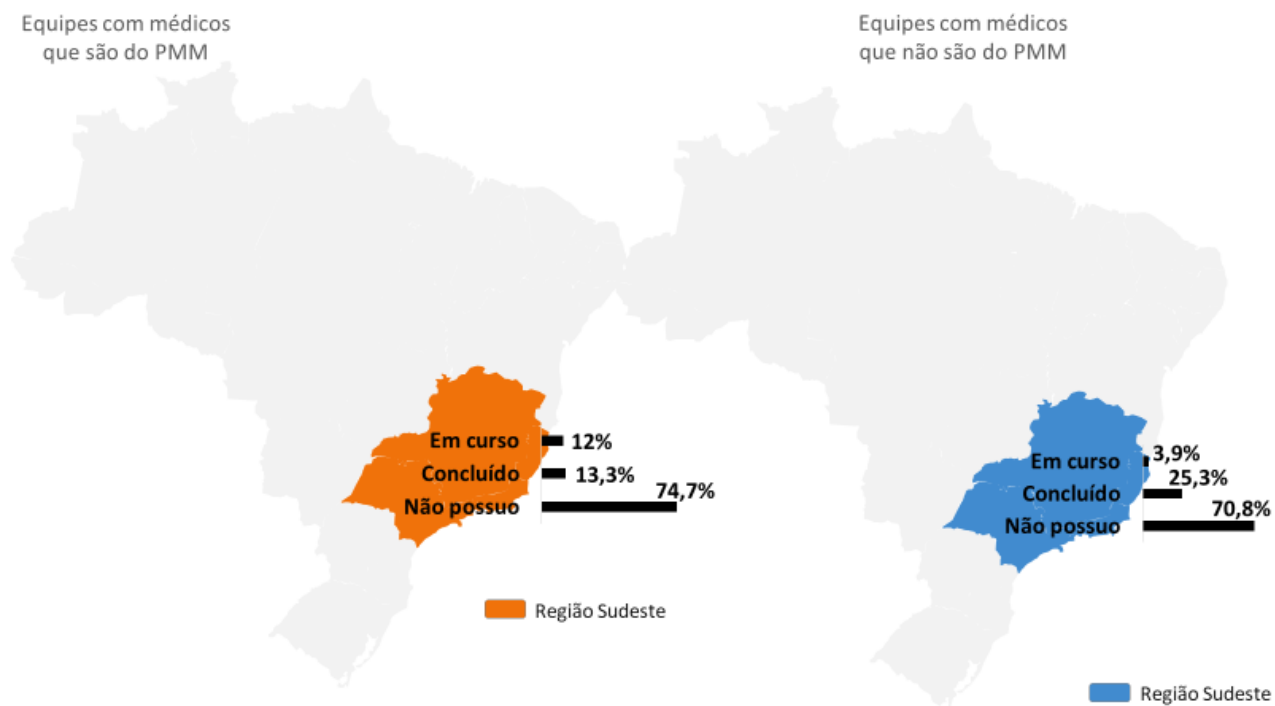 Equipes com médicos
que são do PMM
Em curso 12%
Concluído 13,3%
Não possuo 74,7%
Região Sudeste
Equipes com médicos
que não são do PMM
Em curso 3,9%
Concluído 25,3%
Não possuo 70,8%
Região Sudeste